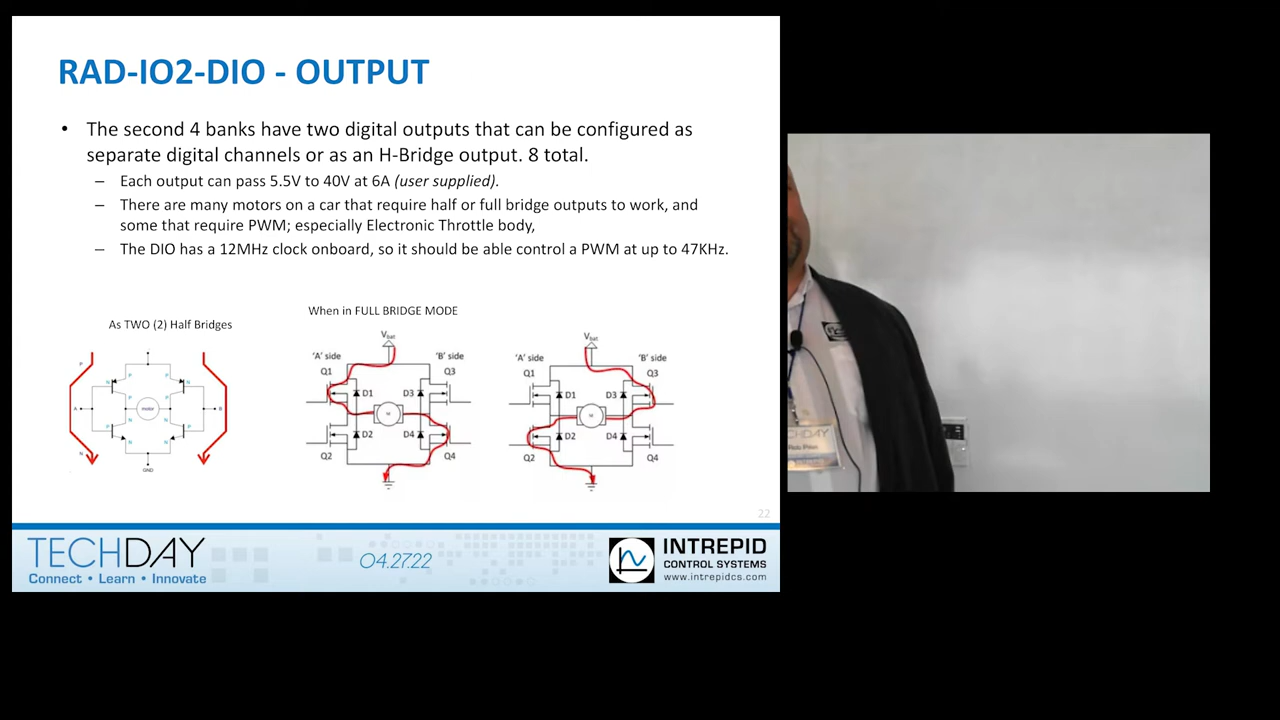 RAD-IO2-DIO - OUTPUT
• The second 4 banks have two digital outputs that can be configured as
separate digital channels or as an H-Bridge output. 8 total.
– Each output can pass 5.5V to 40V at 6A (user supplied).
– There are many motors on a car that require half or full bridge outputs to work, and
some that require PWM; especially Electronic Throttle body,
– The DIO has a 12MHz clock onboard, so it should be able control a PWM at up to 47KHz.
As TWO (2) Half Bridges
P
P
P
N
N
A
motor
B
P
P
N
N
N
GND
When in FULL BRIDGE MODE
Vbat
'A' side
'B' side
Q1
Q3
D1
D3
M
D2
D4
Q2
Q4
Vbat
'A' side
'B' side
Q1
Q3
D1
D3
M
D2
D4
Q2
Q4
22
TECHDAY
Connect • Learn • Innovate
04.27.22
INTREPID
CONTROL SYSTEMS
www.intrepidcs.com
CHDAY
Rob